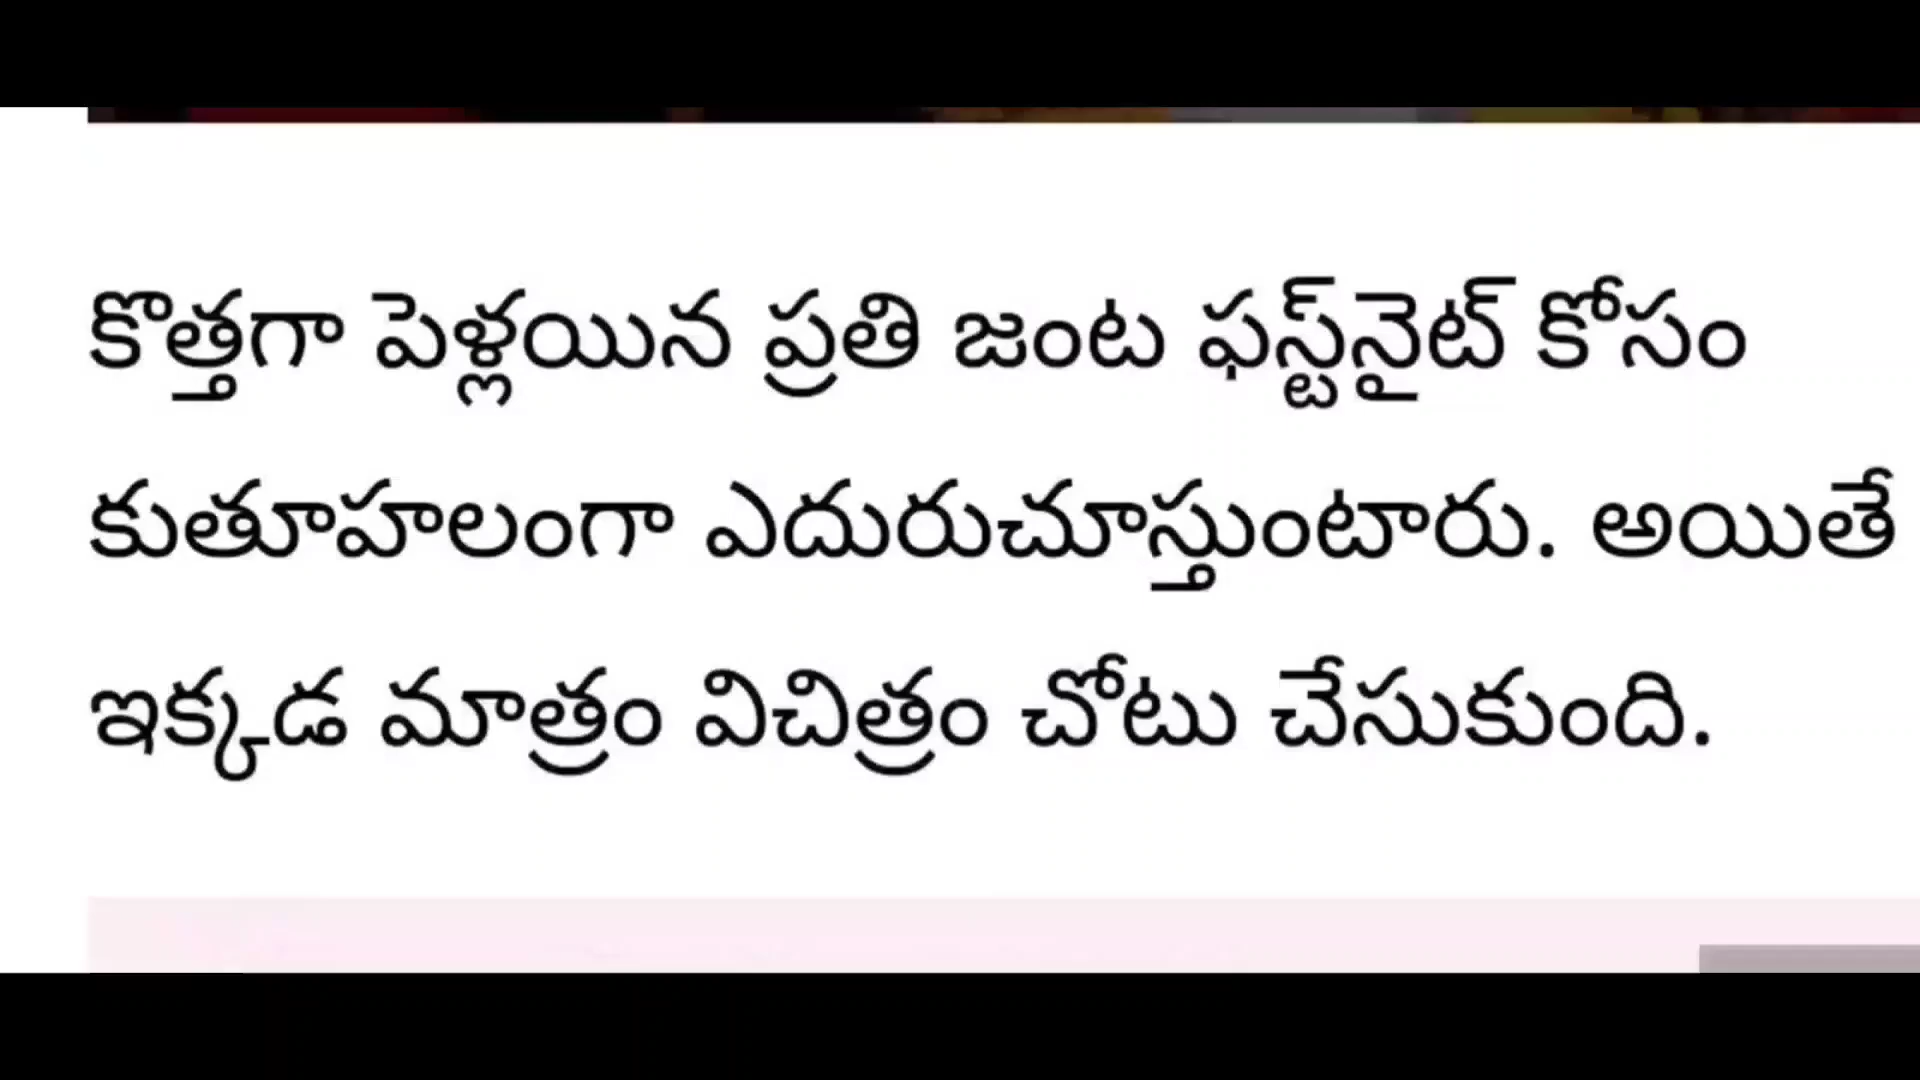 కొత్తగా పెళ్లయిన ప్రతి జంట ఫస్ట్‌నైట్ కోసం
కుతూహలంగా ఎదురుచూస్తుంటారు. అయితే
ఇక్కడ మాత్రం విచిత్రం చోటు చేసుకుంది.